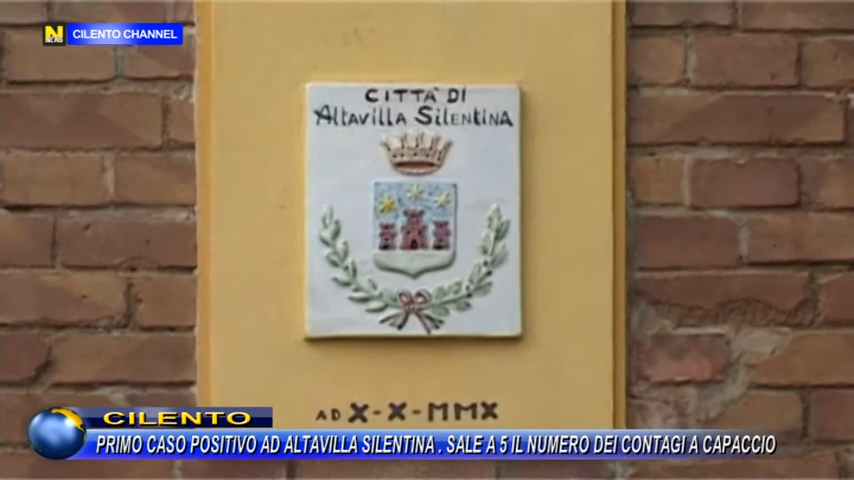 N
CILENTO CHANNEL
CITTÀ DI
Altavilla Silentina
AD X-X-MMX
CILENTO
PRIMO CASO POSITIVO AD ALTAVILLA SILENTINA . SALE A 5 IL NUMERO DEI CONTAGI A CAPACCIO